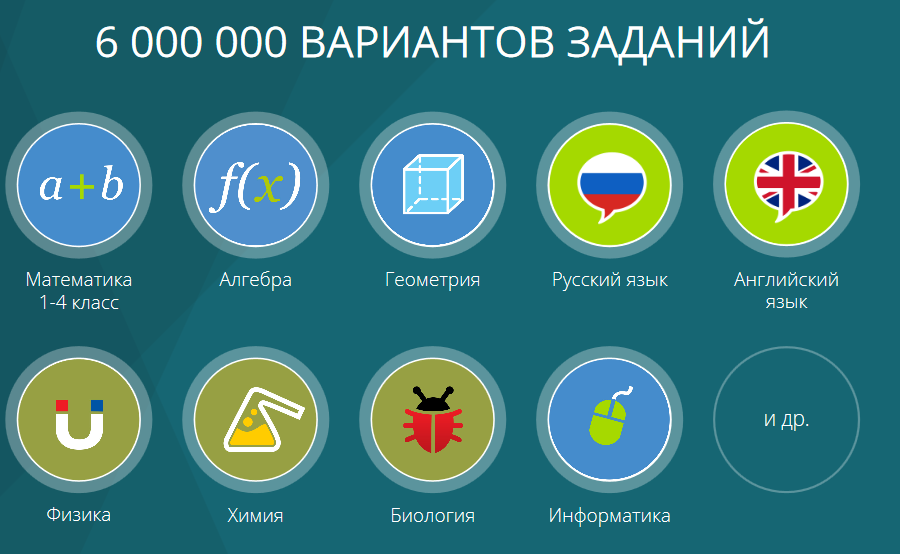 6 000 000 ВАРИАНТОВ ЗАДАНИЙ
a+b
f(x)
Математика
1-4 класс
Алгебра
Геометрия
Русский язык
Английский
язык
и др.
Физика
Химия
Биология
Информатика